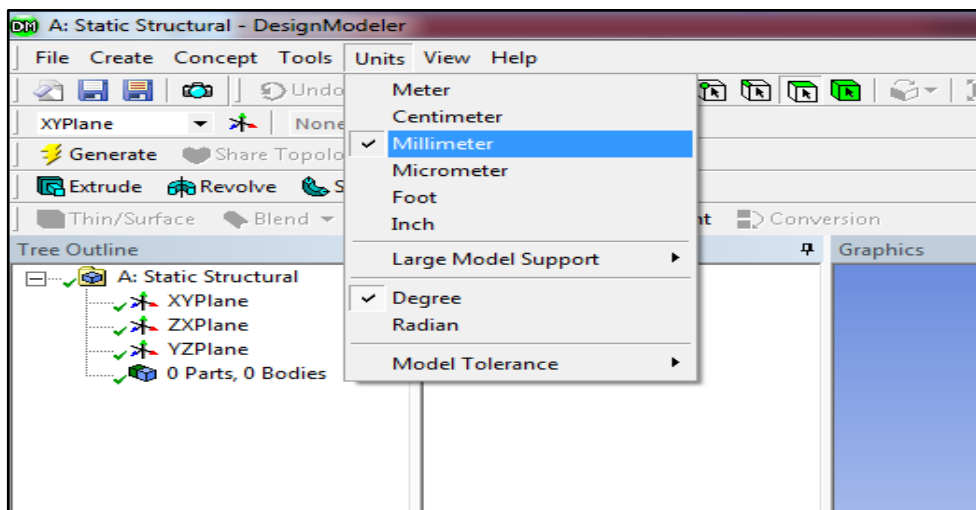 DM A: Static Structural - DesignModeler
File Create Concept Tools Units View Help
Undo
XYPlane None
Generate Share Topolo
Extrude Revolve S
Thin/Surface Blend nt Conversion
Meter
Centimeter
Millimeter
Micrometer
Foot
Inch
Large Model Support
Degree
Radian
Model Tolerance
Tree Outline
A: Static Structural
XYPlane
ZXPlane
YZPlane
0 Parts, 0 Bodies
Graphics